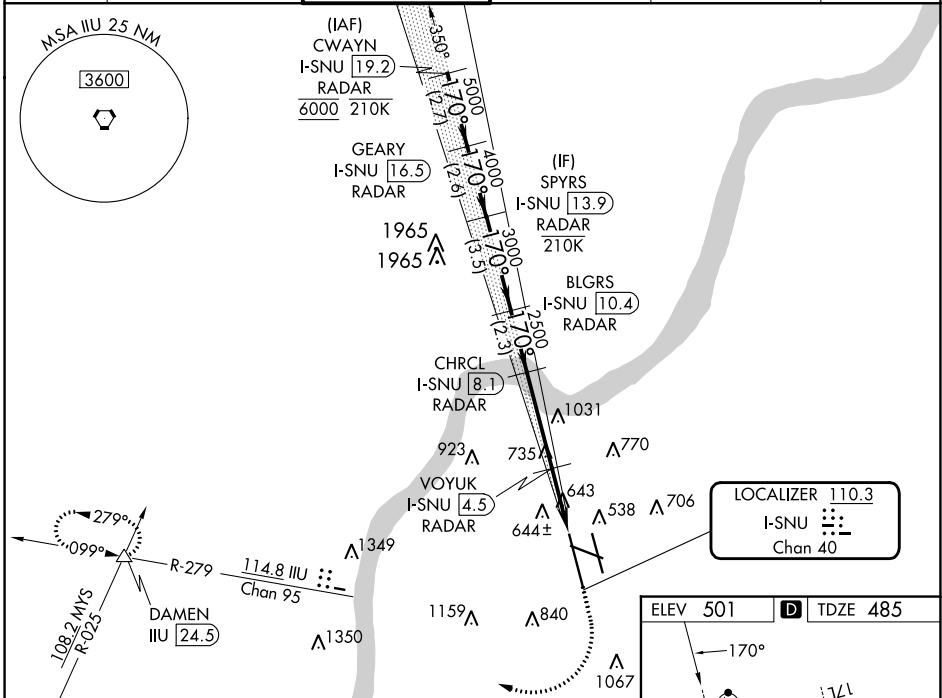 MSA IIU 25 NM
3600
(IAF)
CWAYN
I-SNU 19.2
RADAR
6000 210K
350°
170°
5000
(2.7)
GEARY
I-SNU 16.5
RADAR
170°
4000
(2.6)
(IF)
SPYRS
I-SNU 13.9
RADAR
210K
1965
1965
170°
3000
(3.5)
BLGRS
I-SNU 10.4
RADAR
170°
2500
(2.3)
CHRCL
I-SNU 8.1
RADAR
1031
923
735
770
VOYUK
I-SNU 4.5
RADAR
643
644±
538
706
LOCALIZER 110.3
I-SNU
Chan 40
279°
099°
R-279
114.8 IIU
Chan 95
1349
108.2 MYS
R-025
DAMEN
IIU 24.5
1350
1159
840
1067
ELEV 501 D TDZE 485
170°
17L